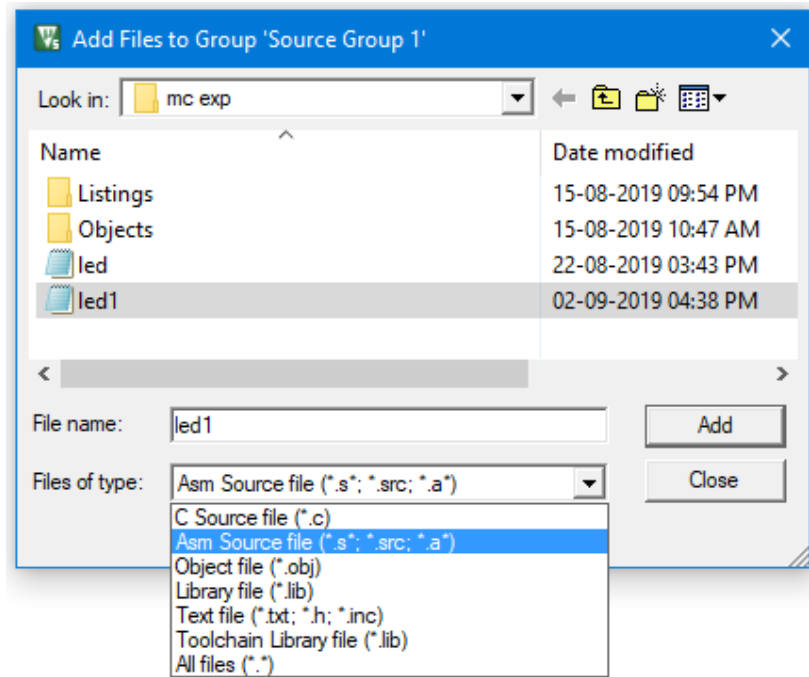 Add Files to Group 'Source Group 1'
Look in: mc exp
Name Date modified
Listings 15-08-2019 09:54 PM
Objects 15-08-2019 10:47 AM
led 22-08-2019 03:43 PM
led1 02-09-2019 04:38 PM
File name: led1 Add
Files of type: Asm Source file (*.s*; *.src; *.a*) Close
C Source file (*.c)
Asm Source file (*.s*; *.src; *.a*)
Object file (*.obj)
Library file (*.lib)
Text file (*.txt; *.h; *.inc)
Toolchain Library file (*.lib)
All files (*.*)